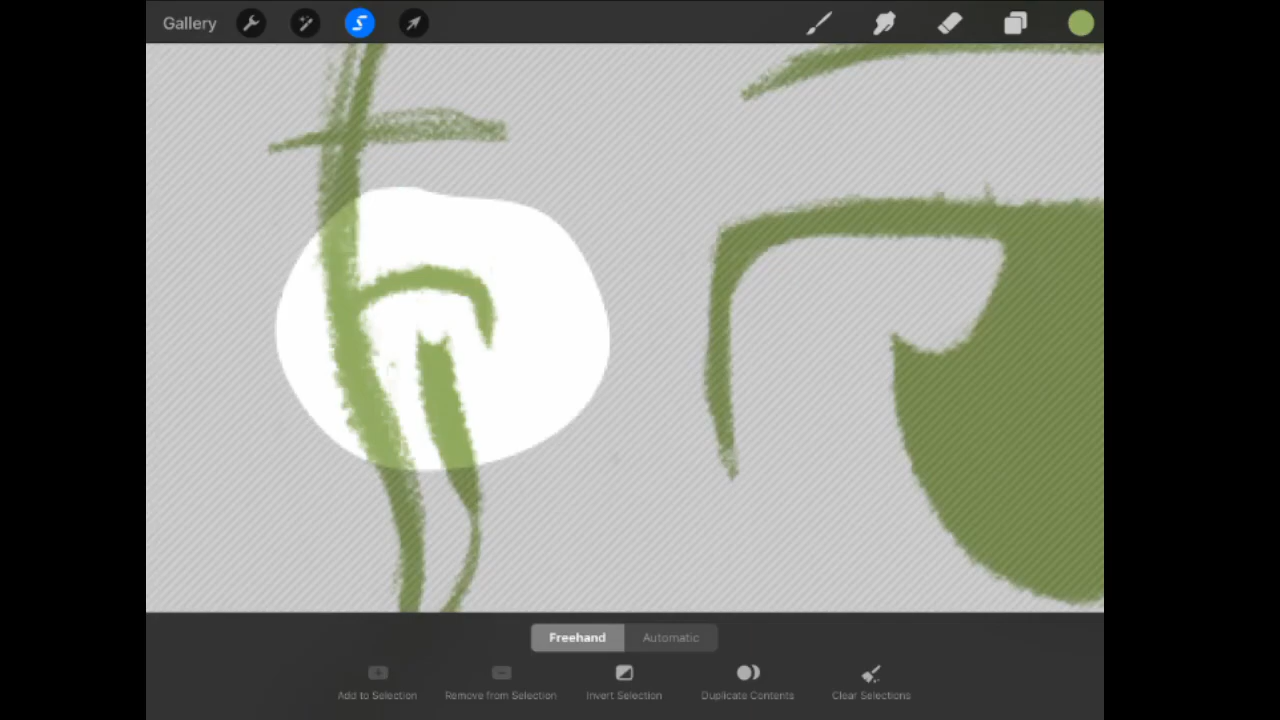 Gallery
Freehand Automatic
Add to Selection Remove from Selection Invert Selection Duplicate Contents Clear Selections